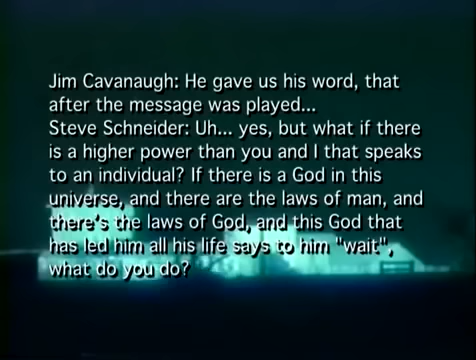 Jim Cavanaugh: He gave us his word, that
after the message was played...
Steve Schneider: Uh... yes, but what if there
is a higher power than you and I that speaks
to an individual? If there is a God in this
universe, and there are the laws of man, and
there's the laws of God, and this God that
has led him all his life says to him "wait",
what do you do?